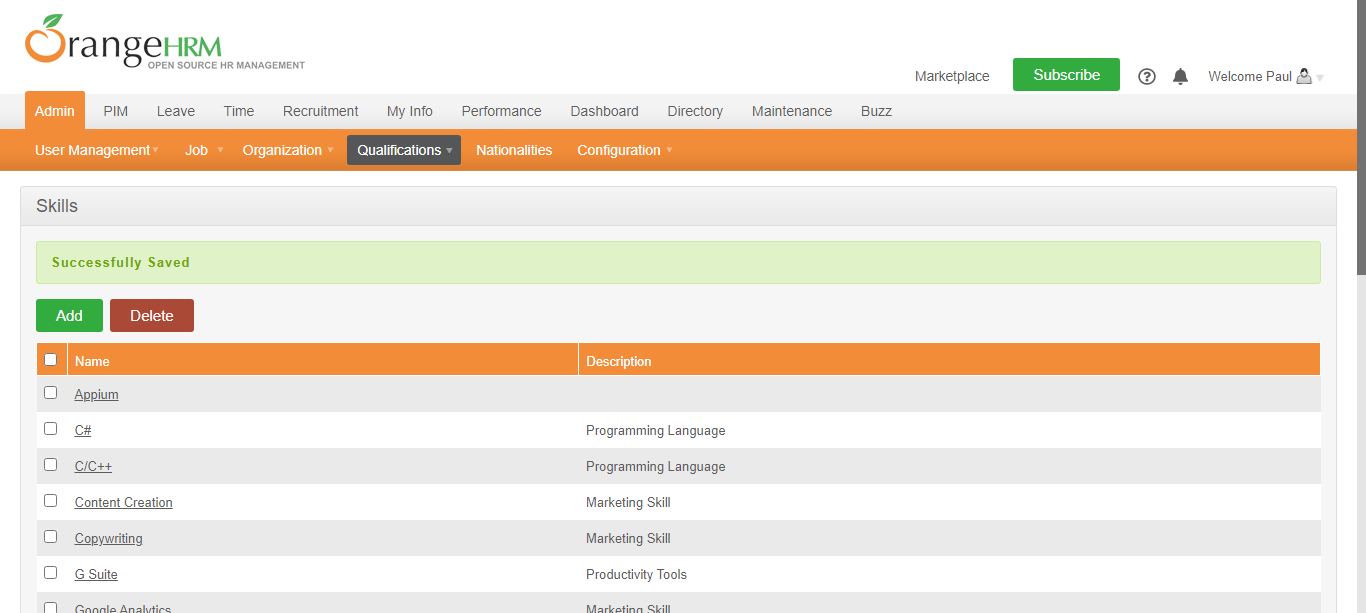 OrangeHRM
OPEN SOURCE HR MANAGEMENT
Marketplace Subscribe Welcome Paul
Admin PIM Leave Time Recruitment My Info Performance Dashboard Directory Maintenance Buzz
User Management Job Organization Qualifications Nationalities Configuration
Skills
Successfully Saved
Add Delete
Name Description
Appium
C# Programming Language
C/C++ Programming Language
Content Creation Marketing Skill
Copywriting Marketing Skill
G Suite Productivity Tools
Google Analytics Marketing Skill